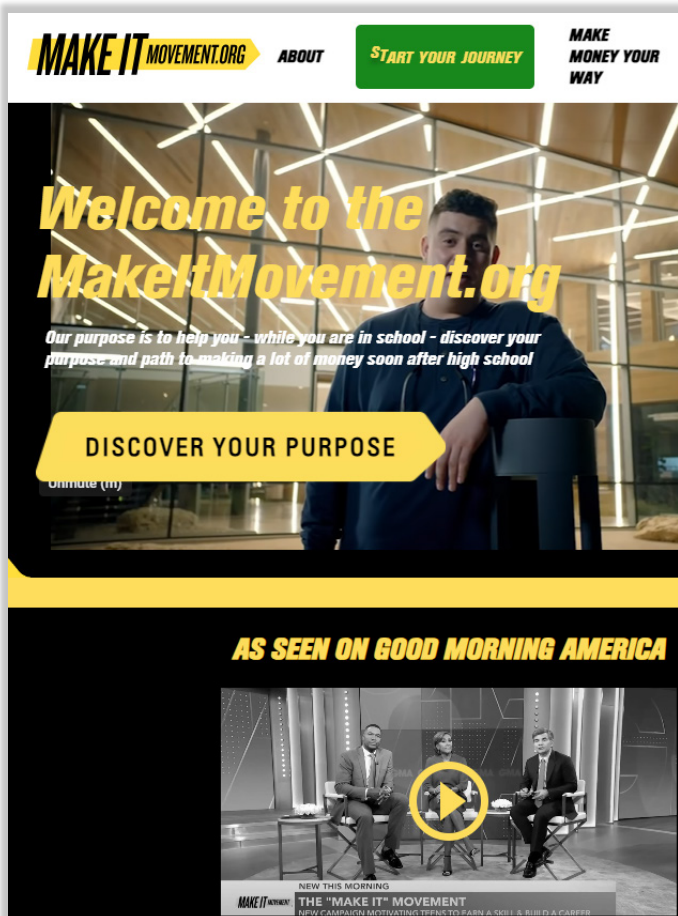 MAKE IT MOVEMENT.ORG
ABOUT
START YOUR JOURNEY
MAKE
MONEY YOUR
WAY
Welcome to the
MakeItMovement.org
Our purpose is to help you - while you are in school - discover your
purpose and path to making a lot of money soon after high school
DISCOVER YOUR PURPOSE
Unmute (m)
AS SEEN ON GOOD MORNING AMERICA
GMA
NEW THIS MORNING
MAKE IT MOVEMENT
THE "MAKE IT" MOVEMENT
NEW CAMPAIGN MOTIVATING TEENS TO EARN A SKILL & BUILD A CAREER